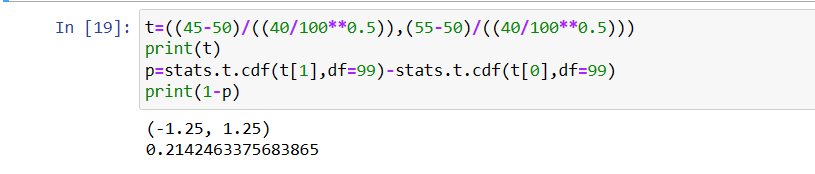 In [19]: t=((45-50)/((40/100**0.5)),(55-50)/((40/100**0.5)))
print(t)
p=stats.t.cdf(t[1],df=99)-stats.t.cdf(t[0],df=99)
print(1-p)
(-1.25, 1.25)
0.2142463375683865